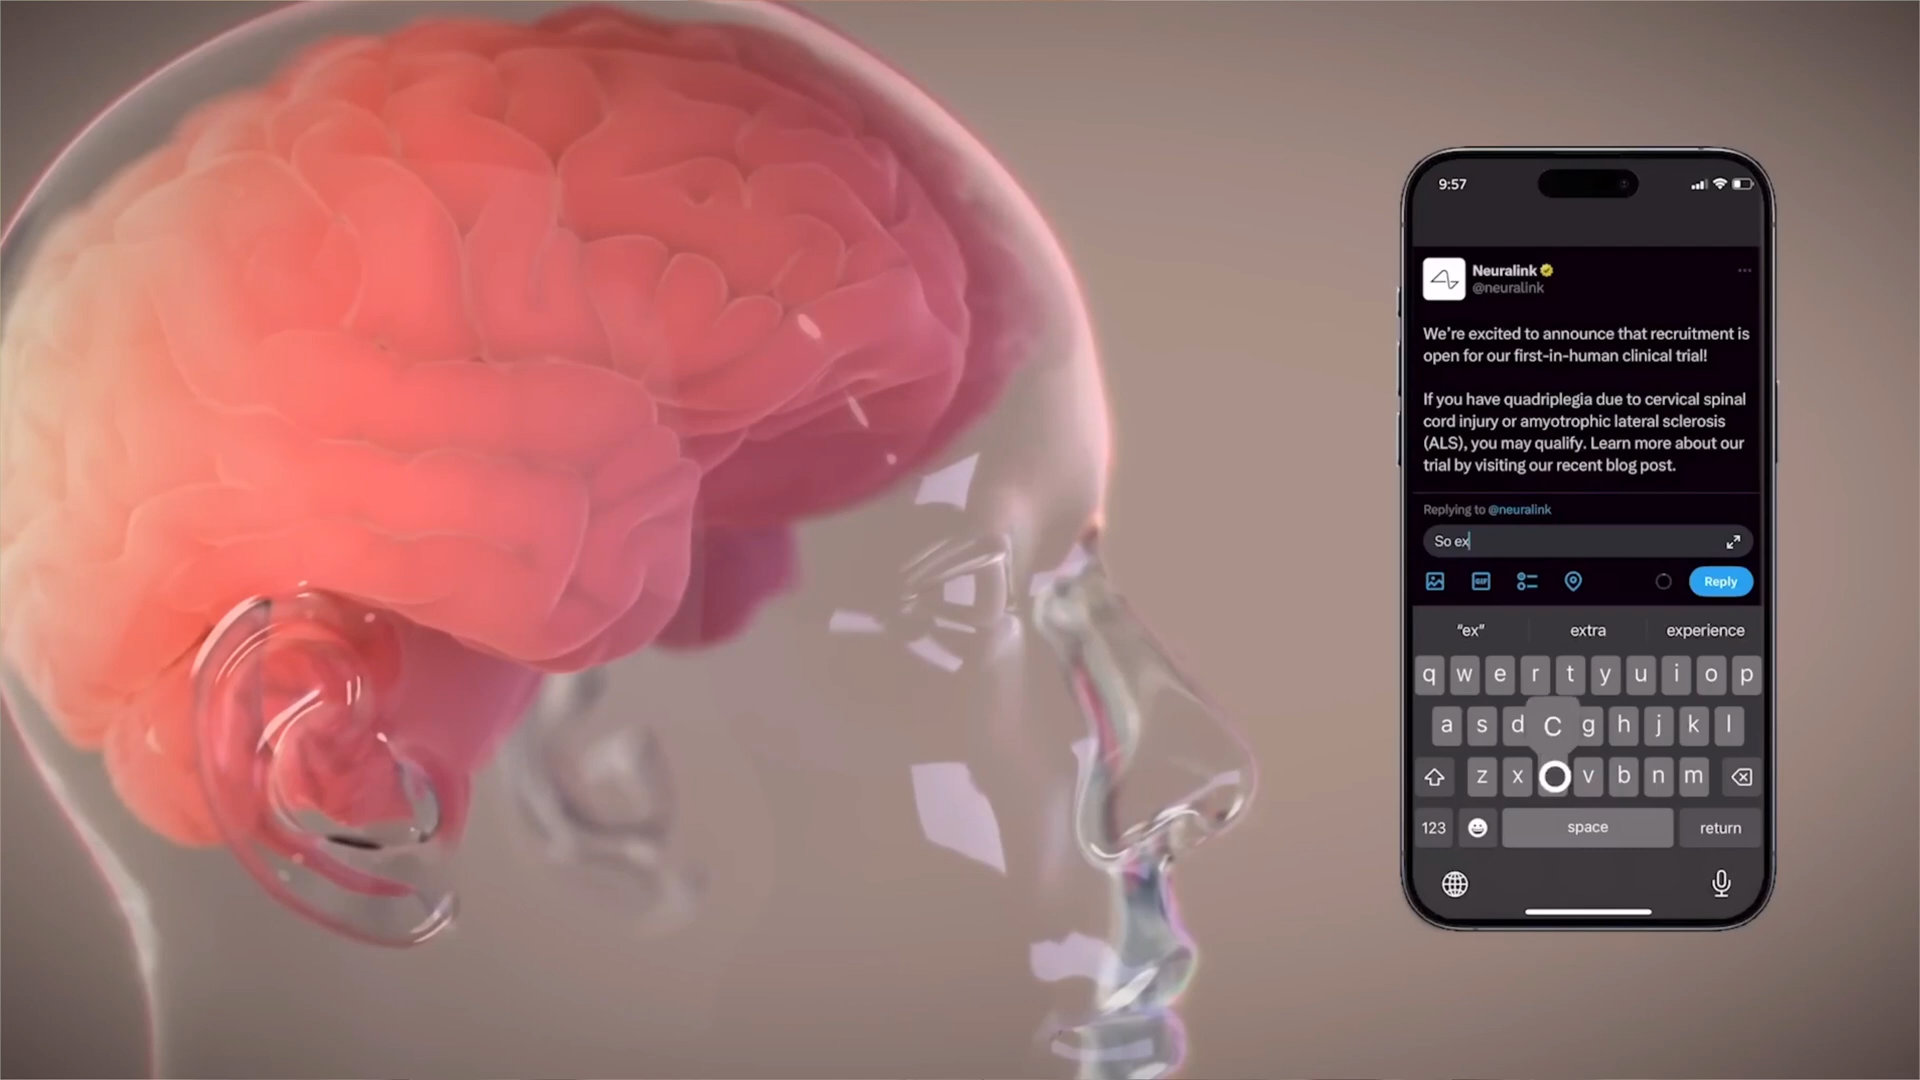 9:57
Neuralink
@neuralink
We're excited to announce that recruitment is
open for our first-in-human clinical trial!
If you have quadriplegia due to cervical spinal
cord injury or amyotrophic lateral sclerosis
(ALS), you may qualify. Learn more about our
trial by visiting our recent blog post.
Replying to @neuralink
So ex
GIF
Reply
“ex” extra experience
q w e r t y u i o p
a s d C g h j k l
z x v b n m
123 space return